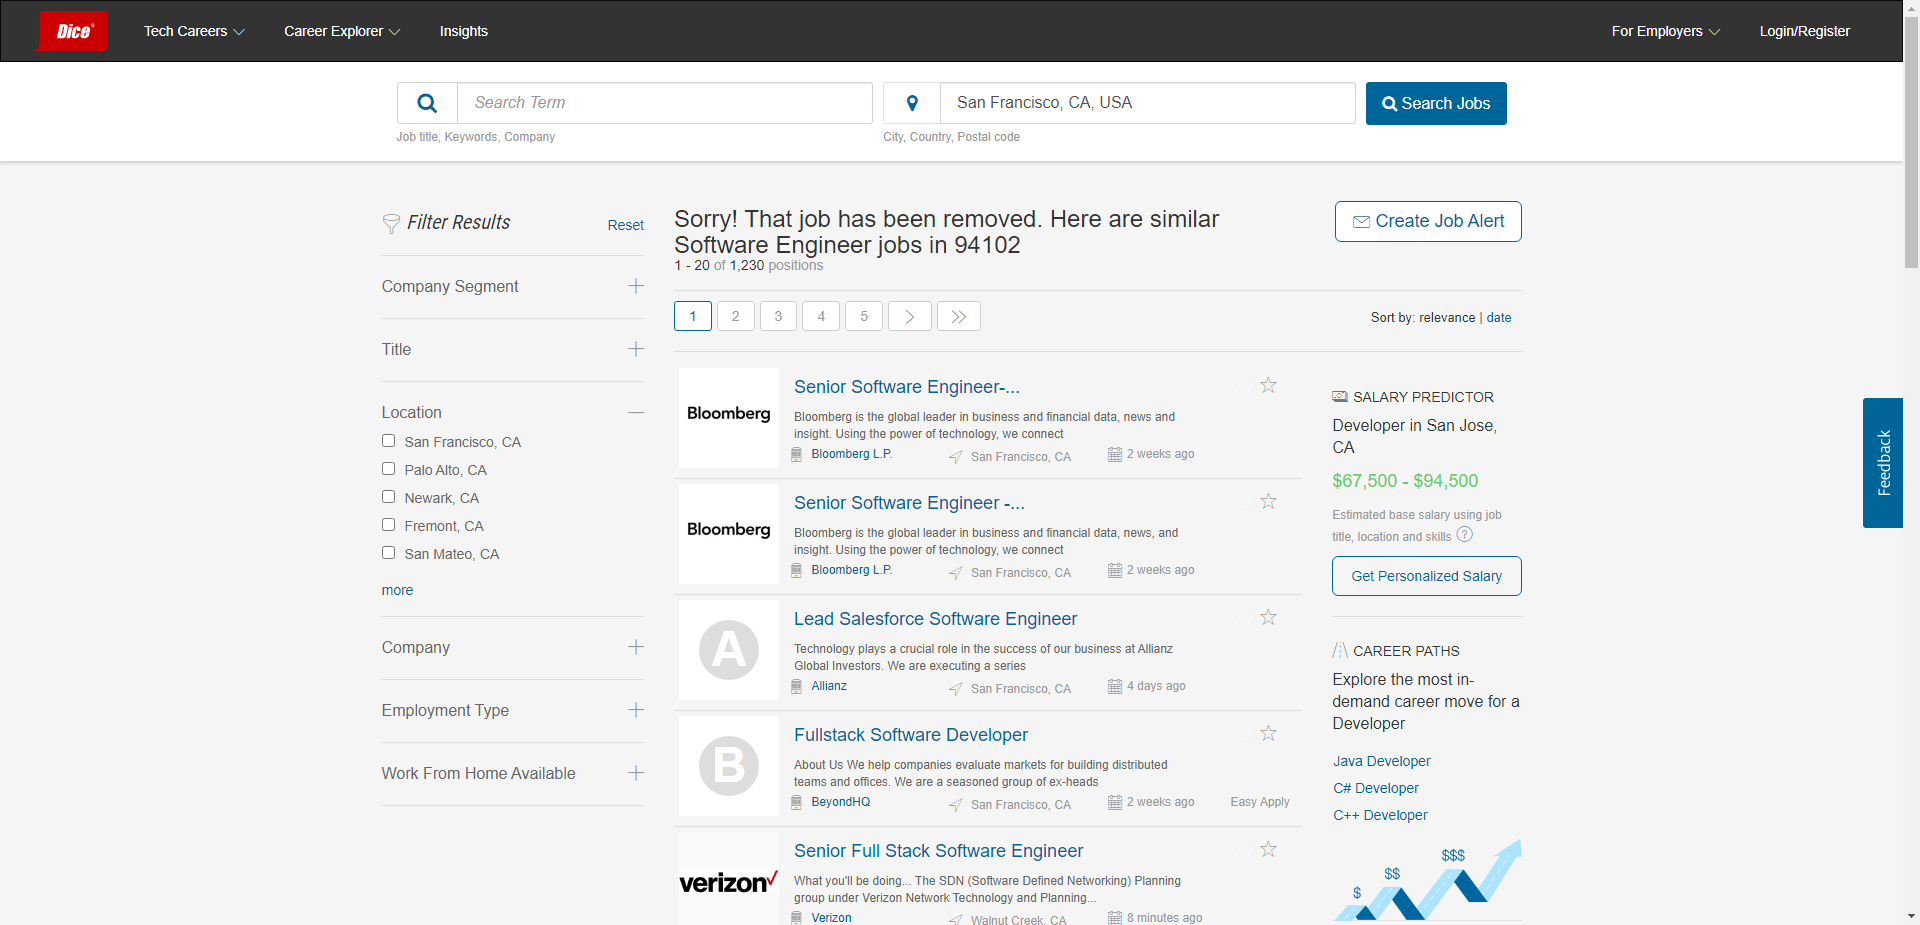 Dice
Tech Careers
Career Explorer
Insights
For Employers
Login/Register
Search Term
San Francisco, CA, USA
Search Jobs
Job title, Keywords, Company
City, Country, Postal code
Filter Results
Reset
Company Segment
Title
Location
San Francisco, CA
Palo Alto, CA
Newark, CA
Fremont, CA
San Mateo, CA
more
Company
Employment Type
Work From Home Available
Sorry! That job has been removed. Here are similar
Software Engineer jobs in 94102
1 - 20 of 1,230 positions
Create Job Alert
1 2 3 4 5
Sort by: relevance | date
Bloomberg
Senior Software Engineer-...
Bloomberg is the global leader in business and financial data, news and
insight. Using the power of technology, we connect
Bloomberg L.P.
San Francisco, CA
2 weeks ago
Bloomberg
Senior Software Engineer -...
Bloomberg is the global leader in business and financial data, news, and
insight. Using the power of technology, we connect
Bloomberg L.P.
San Francisco, CA
2 weeks ago
A
Lead Salesforce Software Engineer
Technology plays a crucial role in the success of our business at Allianz
Global Investors. We are executing a series
Allianz
San Francisco, CA
4 days ago
B
Fullstack Software Developer
About Us We help companies evaluate markets for building distributed
teams and offices. We are a seasoned group of ex-heads
BeyondHQ
San Francisco, CA
2 weeks ago
Easy Apply
verizon
Senior Full Stack Software Engineer
What you'll be doing... The SDN (Software Defined Networking) Planning
group under Verizon Network Technology and Planning...
Verizon
Walnut Creek, CA
8 minutes ago
SALARY PREDICTOR
Developer in San Jose,
CA
$67,500 - $94,500
Estimated base salary using job
title, location and skills ?
Get Personalized Salary
CAREER PATHS
Explore the most in-
demand career move for a
Developer
Java Developer
C# Developer
C++ Developer
$
$$
$$$
Feedback